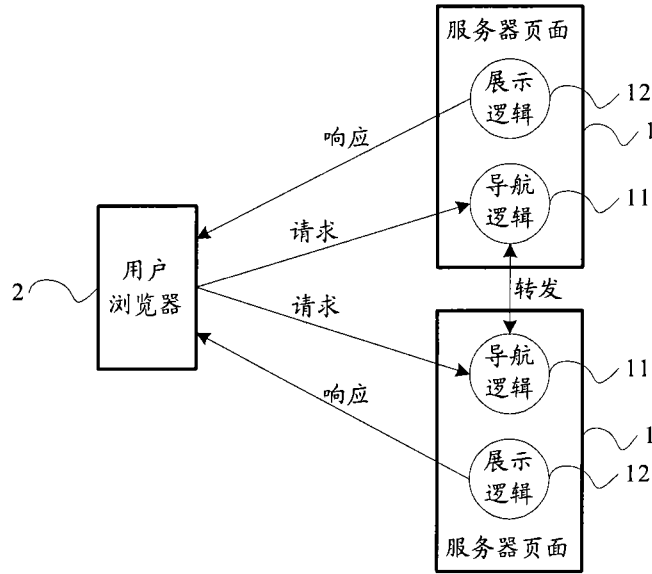 服务器页面
展示
逻辑
12
响应
1
导航
逻辑
11
请求
用户
浏览器
2
转发
请求
导航
逻辑
11
响应
1
展示
逻辑
12
服务器页面